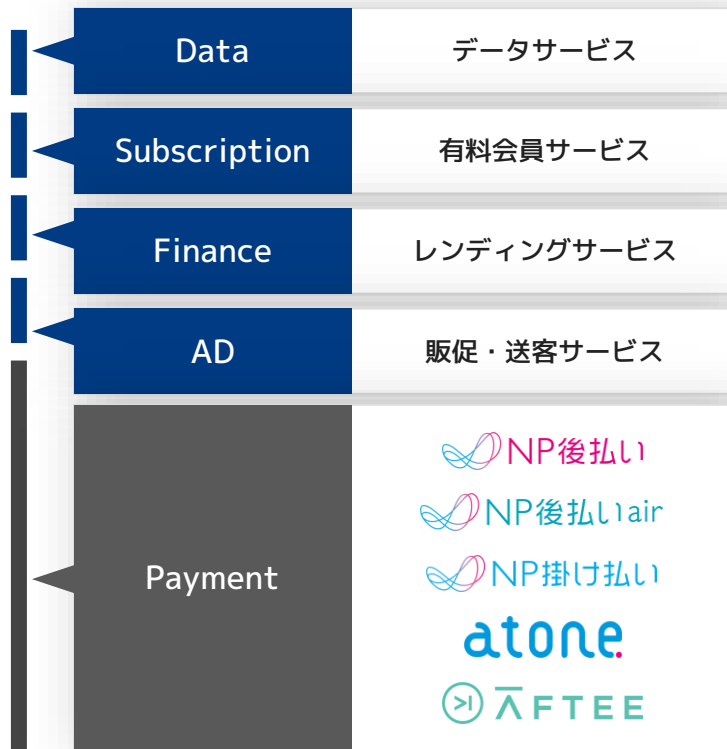 Data データサービス
Subscription 有料会員サービス
Finance レンディングサービス
AD 販促・送客サービス
Payment
NP後払い
NP後払いair
NP掛け払い
atone.
AFTEE